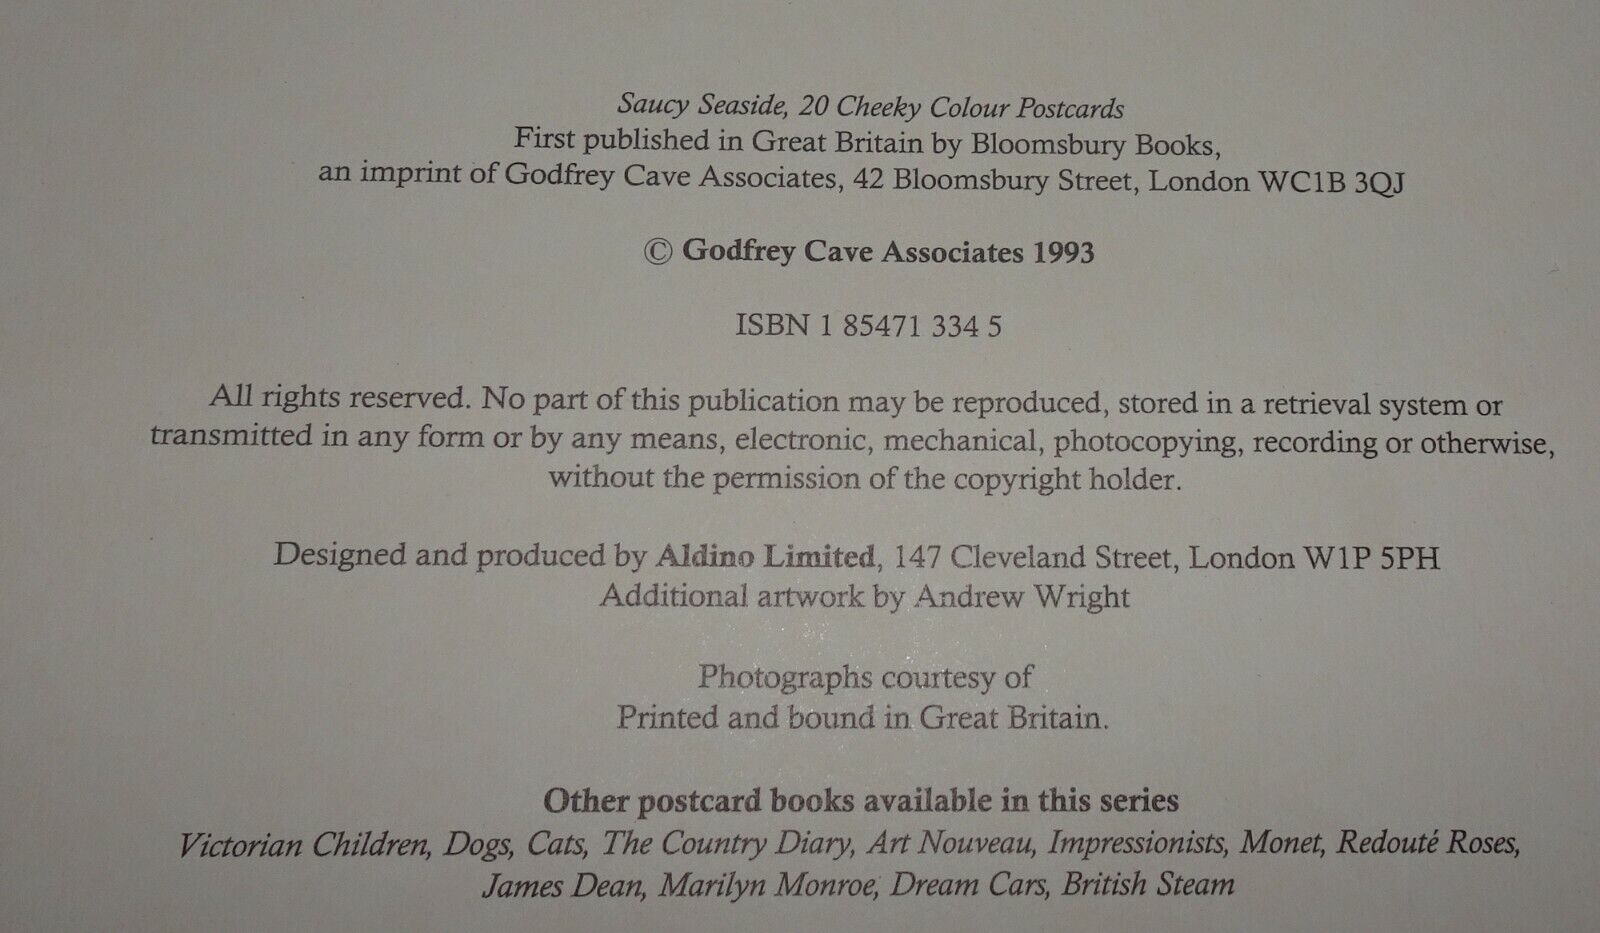 Saucy Seaside, 20 Cheeky Colour Postcards
First published in Great Britain by Bloomsbury Books,
an imprint of Godfrey Cave Associates, 42 Bloomsbury Street, London WC1B 3QJ
© Godfrey Cave Associates 1993
ISBN 1 85471 334 5
All rights reserved. No part of this publication may be reproduced, stored in a retrieval system or
transmitted in any form or by any means, electronic, mechanical, photocopying, recording or otherwise,
without the permission of the copyright holder.
Designed and produced by Aldino Limited, 147 Cleveland Street, London W1P 5PH
Additional artwork by Andrew Wright
Photographs courtesy of
Printed and bound in Great Britain.
Other postcard books available in this series
Victorian Children, Dogs, Cats, The Country Diary, Art Nouveau, Impressionists, Monet, Redouté Roses,
James Dean, Marilyn Monroe, Dream Cars, British Steam